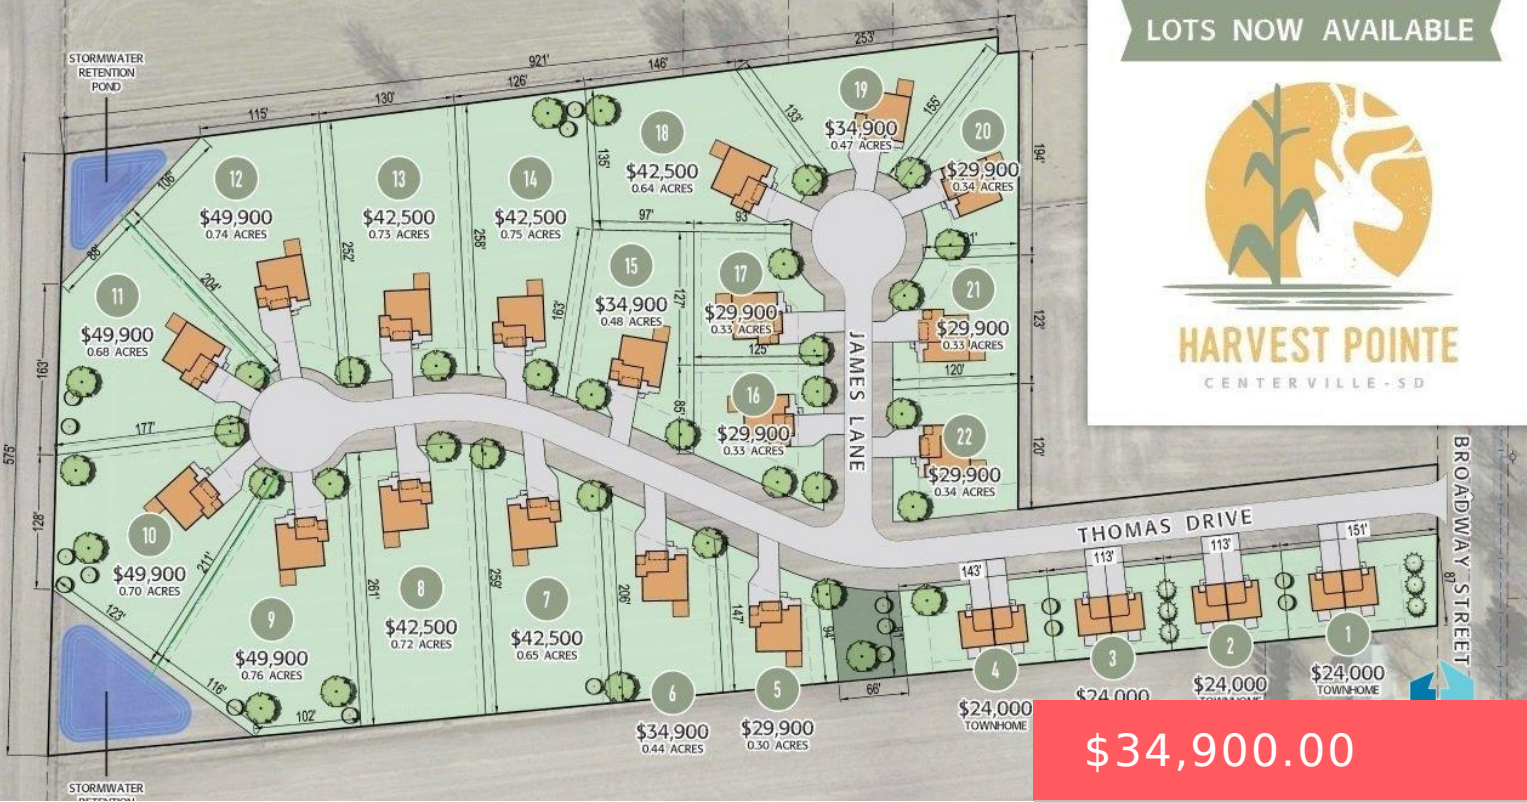 LOTS NOW AVAILABLE
HARVEST POINTE
CENTERVILLE-SD
STORMWATER
RETENTION
POND
921'
253'
146'
126'
130'
115'
106'
88'
12
$49,900
0.74 ACRES
13
$42,500
0.73 ACRES
14
$42,500
0.75 ACRES
18
$42,500
0.64 ACRES
19
$34,900
0.47 ACRES
20
$29,900
0.34 ACRES
133'
155'
194'
135'
97'
93'
204'
252'
258'
11
$49,900
0.68 ACRES
15
$34,900
0.48 ACRES
17
$29,900
0.33 ACRES
21
$29,900
0.33 ACRES
163'
127'
125'
123'
120'
163'
16
$29,900
0.33 ACRES
22
$29,900
0.34 ACRES
85'
120'
JAMES LANE
177'
575'
128'
10
$49,900
0.70 ACRES
123'
211'
9
$49,900
0.76 ACRES
116'
102'
261'
8
$42,500
0.72 ACRES
259'
7
$42,500
0.65 ACRES
206'
6
$34,900
0.44 ACRES
147'
5
$29,900
0.30 ACRES
94'
66'
THOMAS DRIVE
BROADWAY STREET
143'
113'
113'
151'
87'
4
$24,000
TOWNHOME
3
$24,000
2
$24,000
TOWNHOME
1
$24,000
TOWNHOME
STORMWATER
RETENTION
$34,900.00